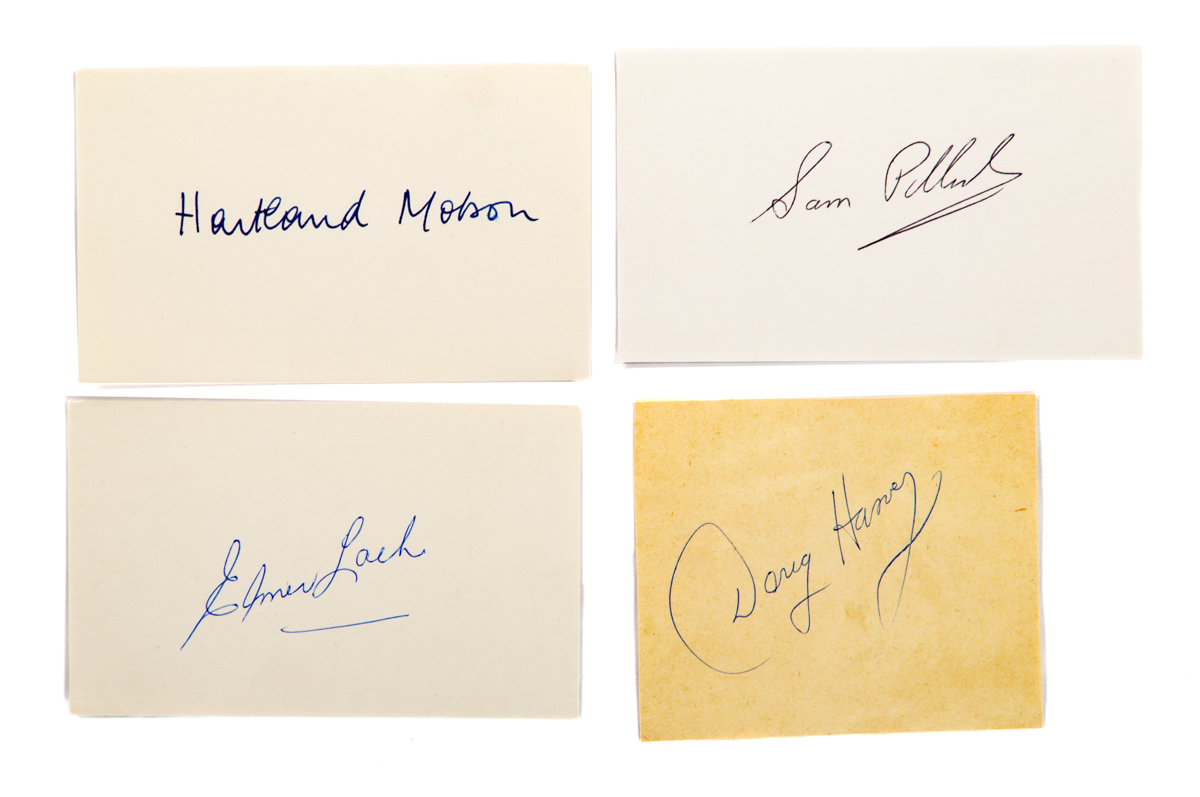 Hartland Molson
Sam Pollock
Elmer Lach
Doug Harvey